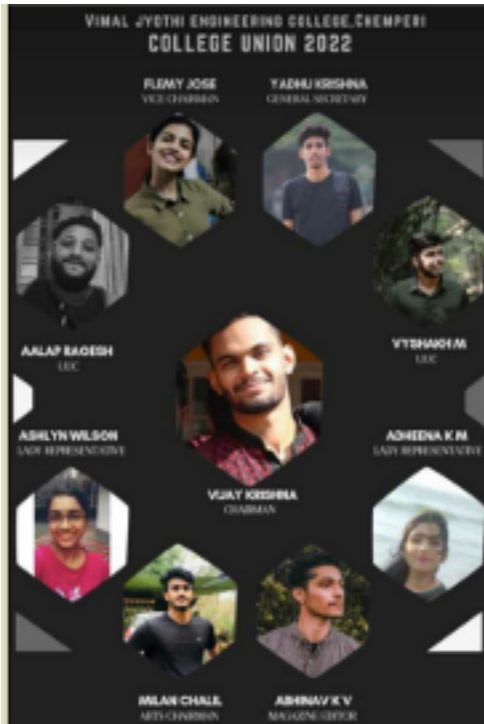 VIMAL JYOTHI ENGINEERING COLLEGE,CHEMPERI
COLLEGE UNION 2022
FLEMY JOSE
VICE CHAIRMAN
YADHU KRISHNA
GENERAL SECRETARY
AALAP RAGESH
UUC
VYSHAKH M
UUC
ASHLYN WILSON
LADY REPRESENTATIVE
ADHEENA K M
LADY REPRESENTATIVE
VIJAY KRISHNA
CHAIRMAN
MILAN CHALIL
ARTS CHAIRMAN
ABHINAV K V
MAGAZINE EDITOR